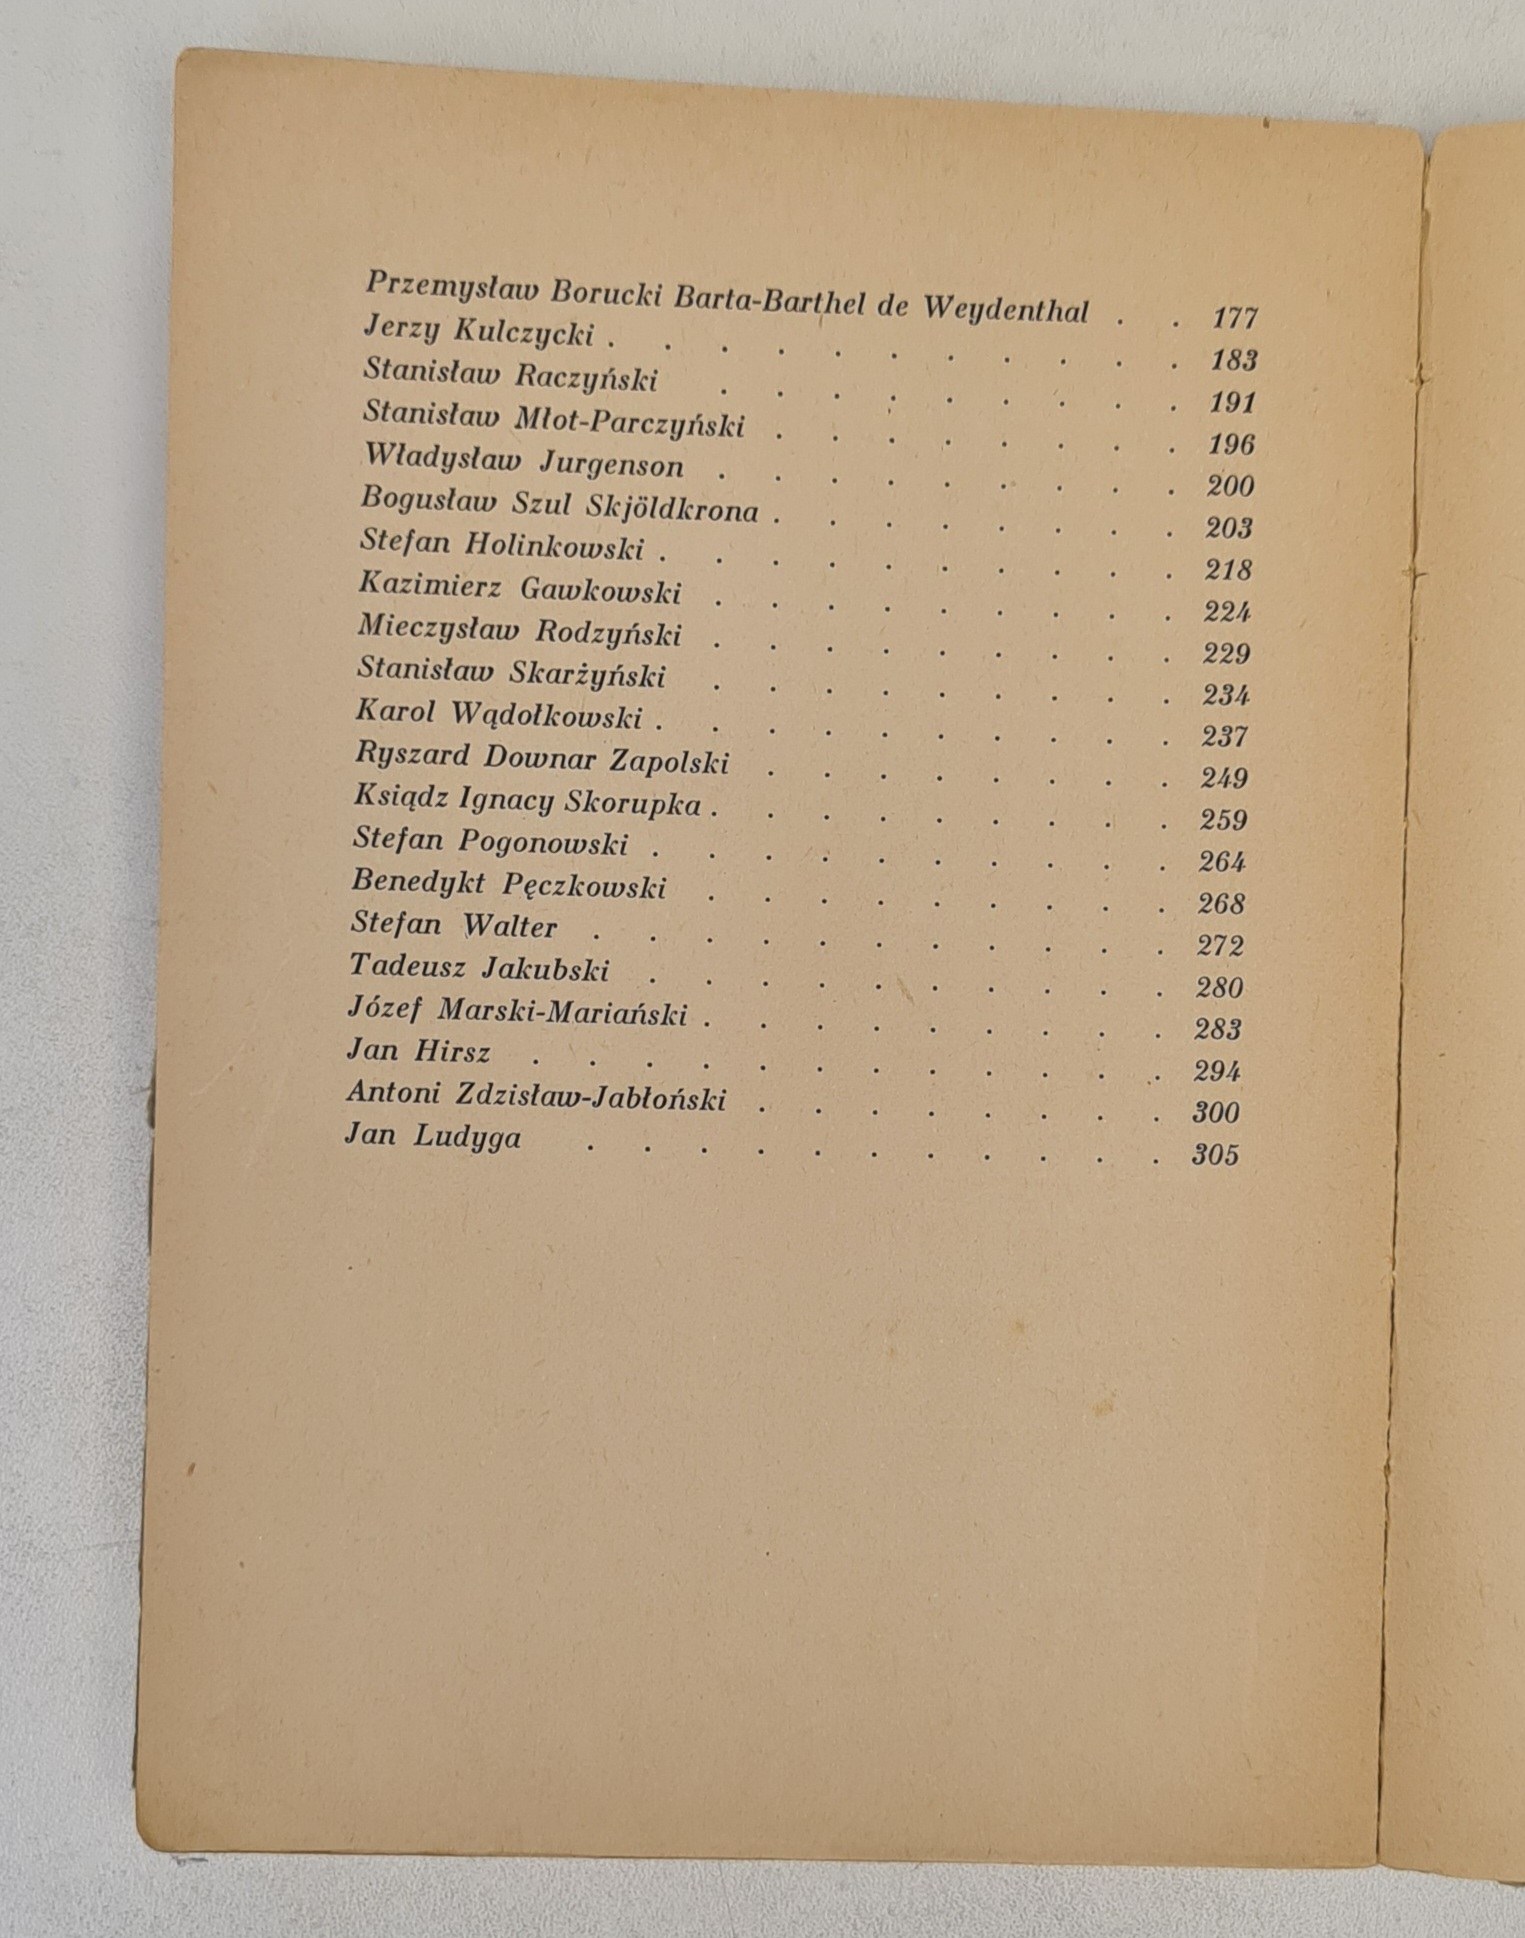 Przemysław Borucki Barta-Barthel de Weydenthal . . 177
Jerzy Kulczycki . . . . . . . . . . . 183
Stanisław Raczyński . . . . . . . . . 191
Stanisław Młot-Parczyński . . . . . . . . 196
Władysław Jurgenson . . . . . . . . . 200
Bogusław Szul Skjöldkrona . . . . . . . . 203
Stefan Holinkowski . . . . . . . . . . 218
Kazimierz Gawkowski . . . . . . . . . 224
Mieczysław Rodzyński . . . . . . . . . 229
Stanisław Skarżyński . . . . . . . . . 234
Karol Wądołkowski . . . . . . . . . . 237
Ryszard Downar Zapolski . . . . . . . . 249
Ksiądz Ignacy Skorupka . . . . . . . . . 259
Stefan Pogonowski . . . . . . . . . . 264
Benedykt Pęczkowski . . . . . . . . . 268
Stefan Walter . . . . . . . . . . . 272
Tadeusz Jakubski . . . . . . . . . . 280
Józef Marski-Mariański . . . . . . . . . 283
Jan Hirsz . . . . . . . . . . . . 294
Antoni Zdzisław-Jabłoński . . . . . . . . 300
Jan Ludyga . . . . . . . . . . . 305